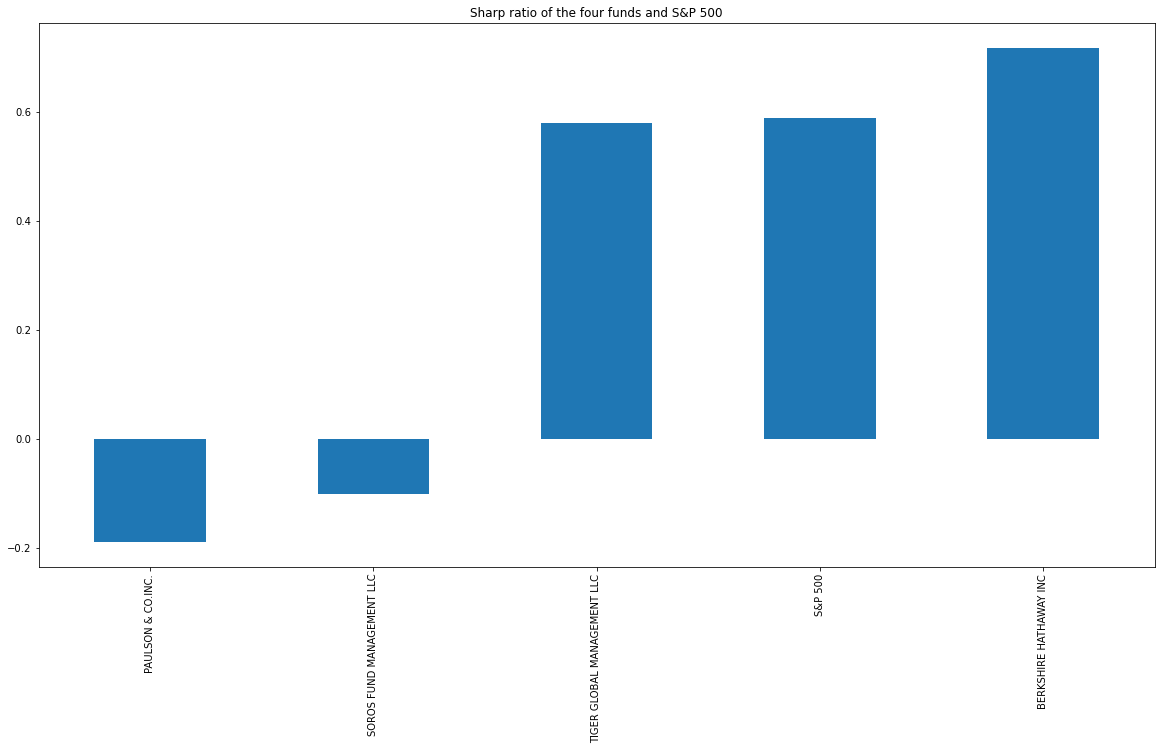 Sharp ratio of the four funds and S&P 500
0.6
0.4
0.2
0.0
−0.2
PAULSON & CO.INC.
SOROS FUND MANAGEMENT LLC
TIGER GLOBAL MANAGEMENT LLC
S&P 500
BERKSHIRE HATHAWAY INC